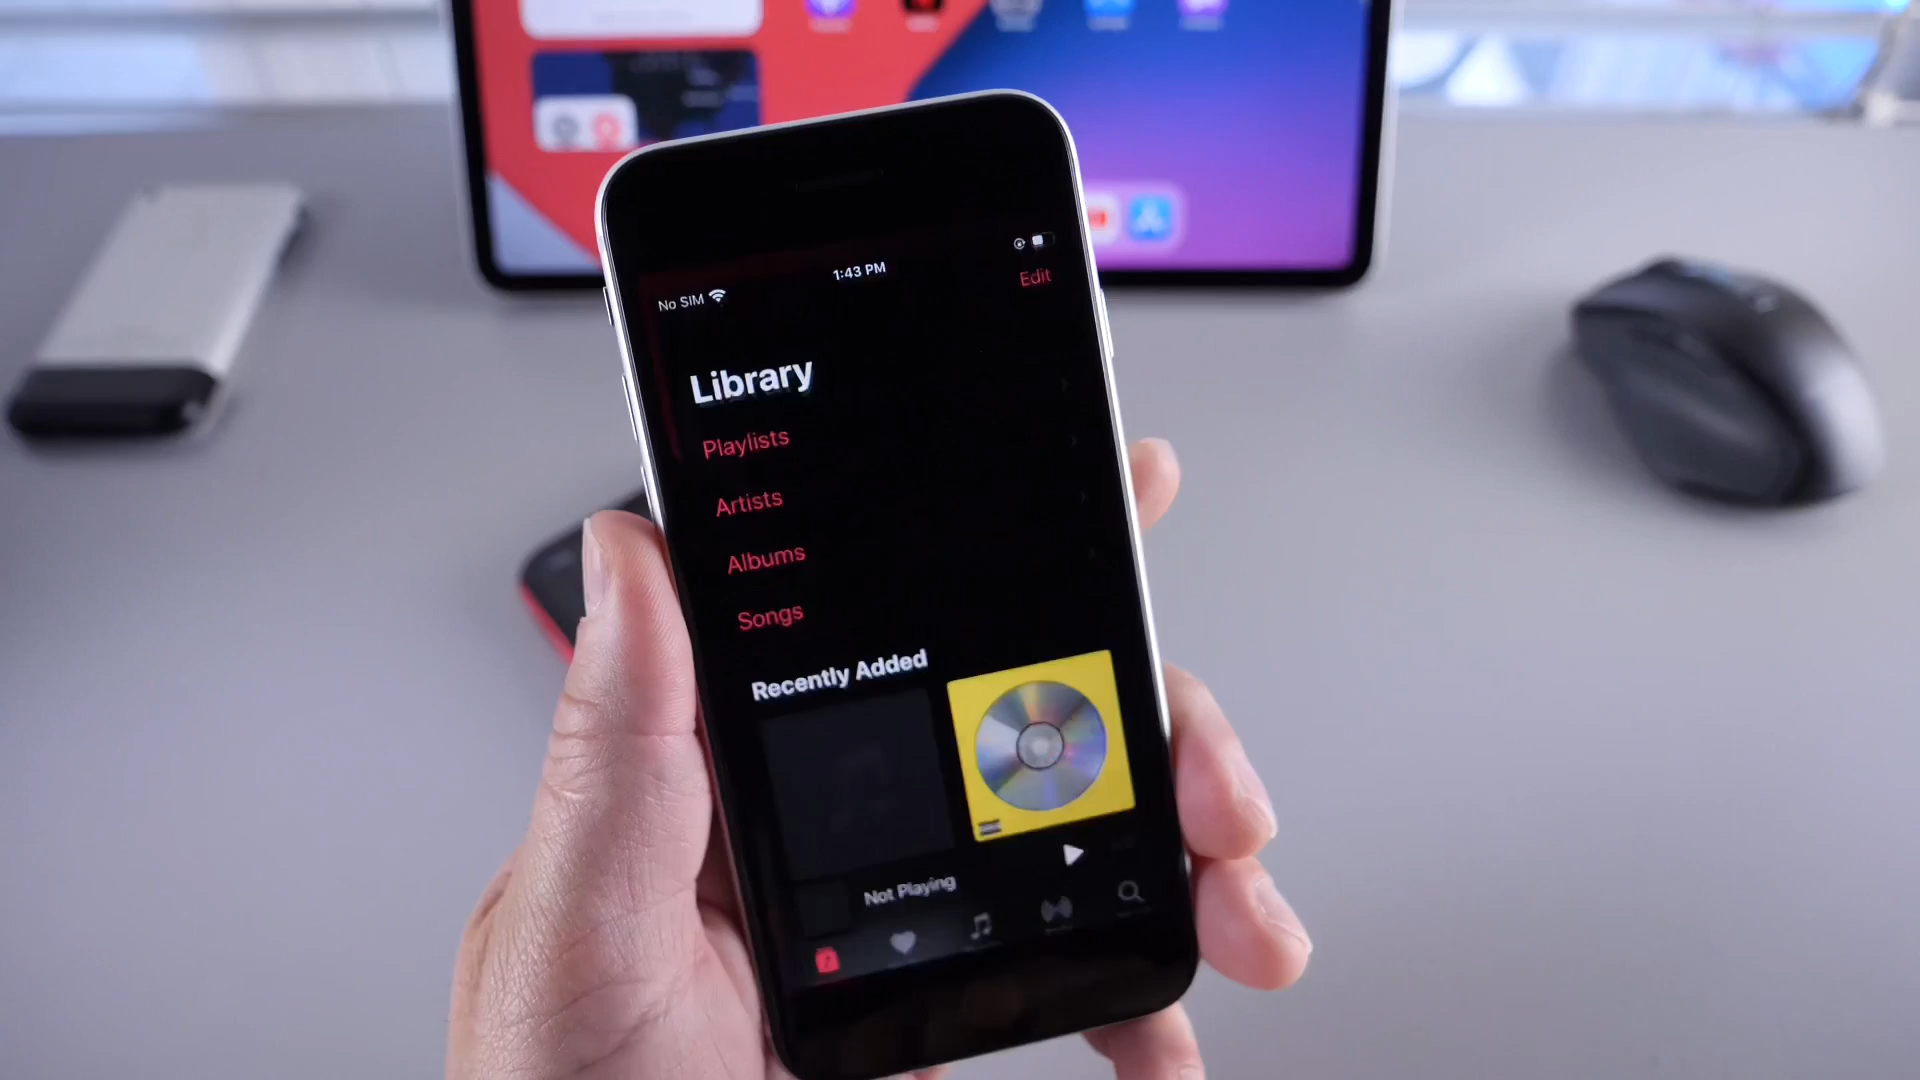 1:43 PM
No SIM
Edit
Library
Playlists
Artists
Albums
Songs
Recently Added
Not Playing